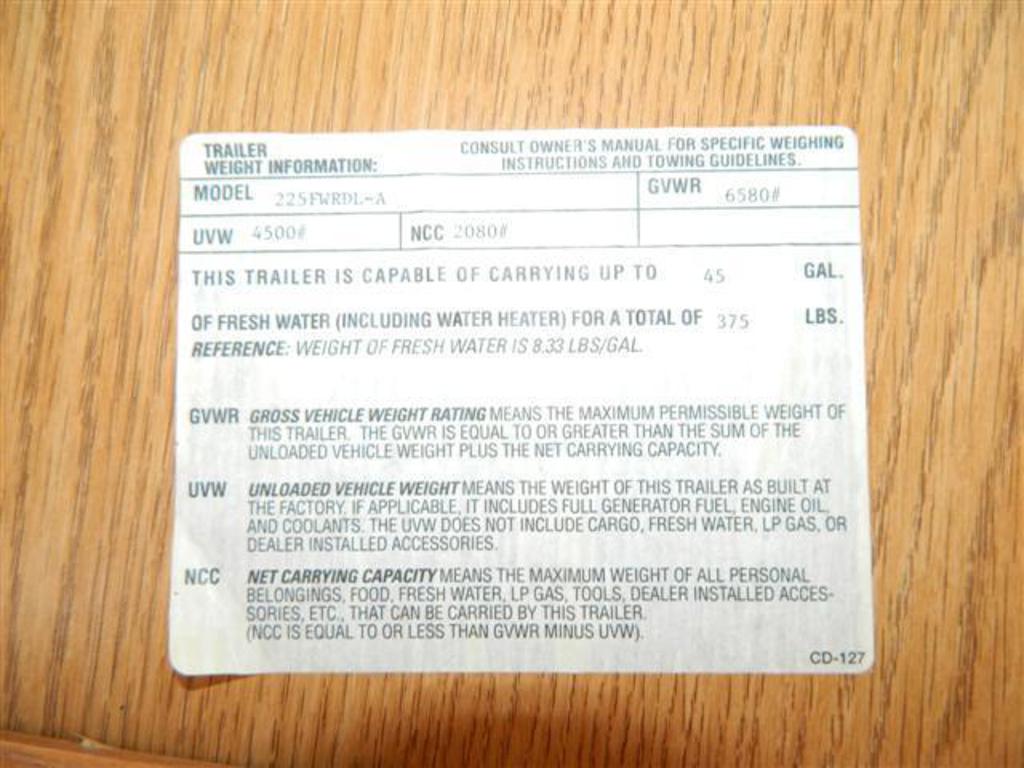 TRAILER
WEIGHT INFORMATION:
CONSULT OWNER'S MANUAL FOR SPECIFIC WEIGHING
INSTRUCTIONS AND TOWING GUIDELINES.
MODEL 225FWRDL-A
GVWR 6580#
UVW 4500#
NCC 2080#
THIS TRAILER IS CAPABLE OF CARRYING UP TO 45 GAL.
OF FRESH WATER (INCLUDING WATER HEATER) FOR A TOTAL OF 375 LBS.
REFERENCE: WEIGHT OF FRESH WATER IS 8.33 LBS/GAL.
GVWR GROSS VEHICLE WEIGHT RATING MEANS THE MAXIMUM PERMISSIBLE WEIGHT OF
THIS TRAILER. THE GVWR IS EQUAL TO OR GREATER THAN THE SUM OF THE
UNLOADED VEHICLE WEIGHT PLUS THE NET CARRYING CAPACITY.
UVW UNLOADED VEHICLE WEIGHT MEANS THE WEIGHT OF THIS TRAILER AS BUILT AT
THE FACTORY. IF APPLICABLE, IT INCLUDES FULL GENERATOR FUEL, ENGINE OIL,
AND COOLANTS. THE UVW DOES NOT INCLUDE CARGO, FRESH WATER, LP GAS, OR
DEALER INSTALLED ACCESSORIES.
NCC NET CARRYING CAPACITY MEANS THE MAXIMUM WEIGHT OF ALL PERSONAL
BELONGINGS, FOOD, FRESH WATER, LP GAS, TOOLS, DEALER INSTALLED ACCES-
SORIES, ETC., THAT CAN BE CARRIED BY THIS TRAILER.
(NCC IS EQUAL TO OR LESS THAN GVWR MINUS UVW).
CD-127